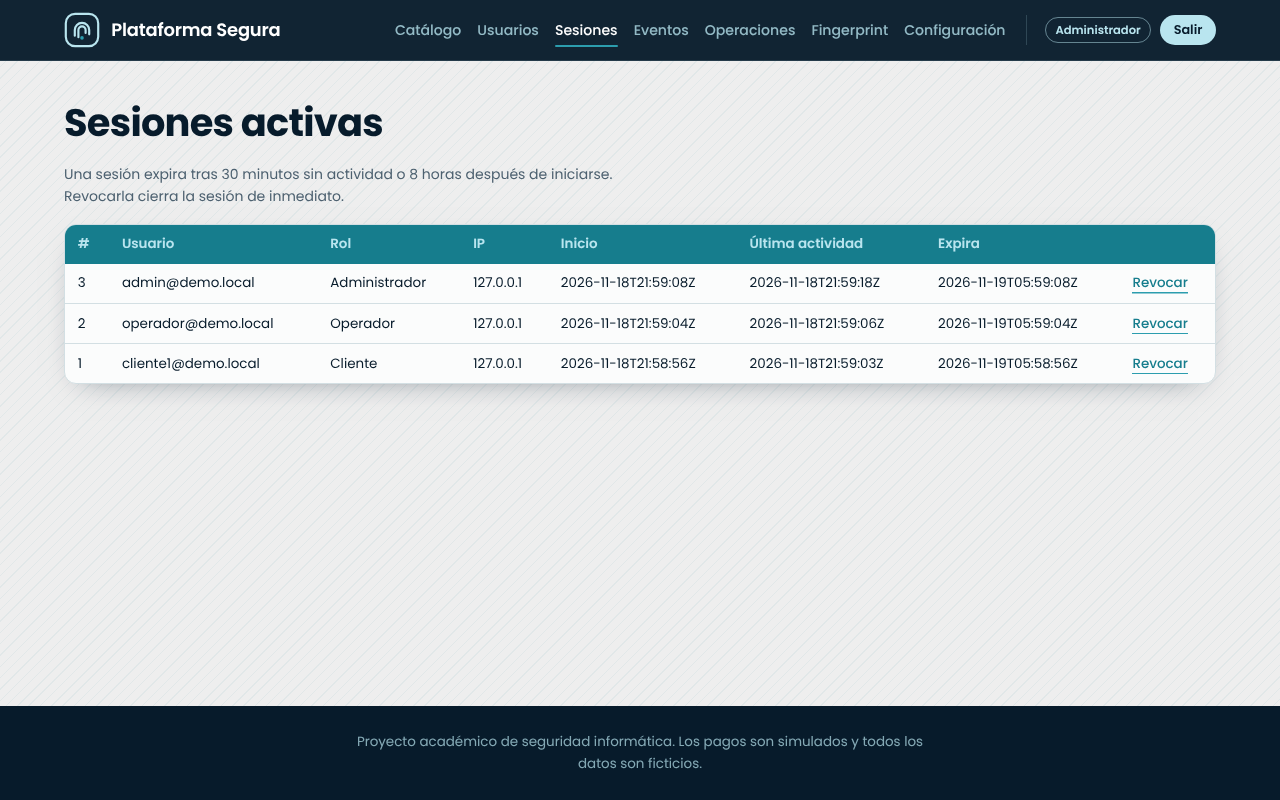 Plataforma Segura
Catálogo Usuarios Sesiones Eventos Operaciones Fingerprint Configuración Administrador Salir
Sesiones activas
Una sesión expira tras 30 minutos sin actividad o 8 horas después de iniciarse.
Revocarla cierra la sesión de inmediato.
# Usuario Rol IP Inicio Última actividad Expira
3 admin@demo.local Administrador 127.0.0.1 2026-11-18T21:59:08Z 2026-11-18T21:59:18Z 2026-11-19T05:59:08Z Revocar
2 operador@demo.local Operador 127.0.0.1 2026-11-18T21:59:04Z 2026-11-18T21:59:06Z 2026-11-19T05:59:04Z Revocar
1 cliente1@demo.local Cliente 127.0.0.1 2026-11-18T21:58:56Z 2026-11-18T21:59:03Z 2026-11-19T05:58:56Z Revocar
Proyecto académico de seguridad informática. Los pagos son simulados y todos los
datos son ficticios.